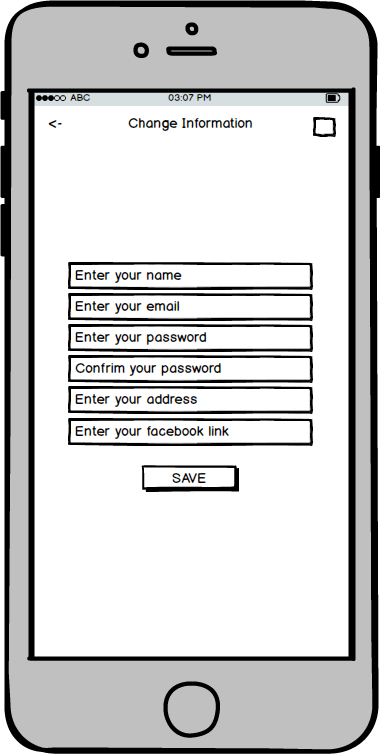 ABC 03:07 PM
<- Change Information
Enter your name
Enter your email
Enter your password
Confrim your password
Enter your address
Enter your facebook link
SAVE